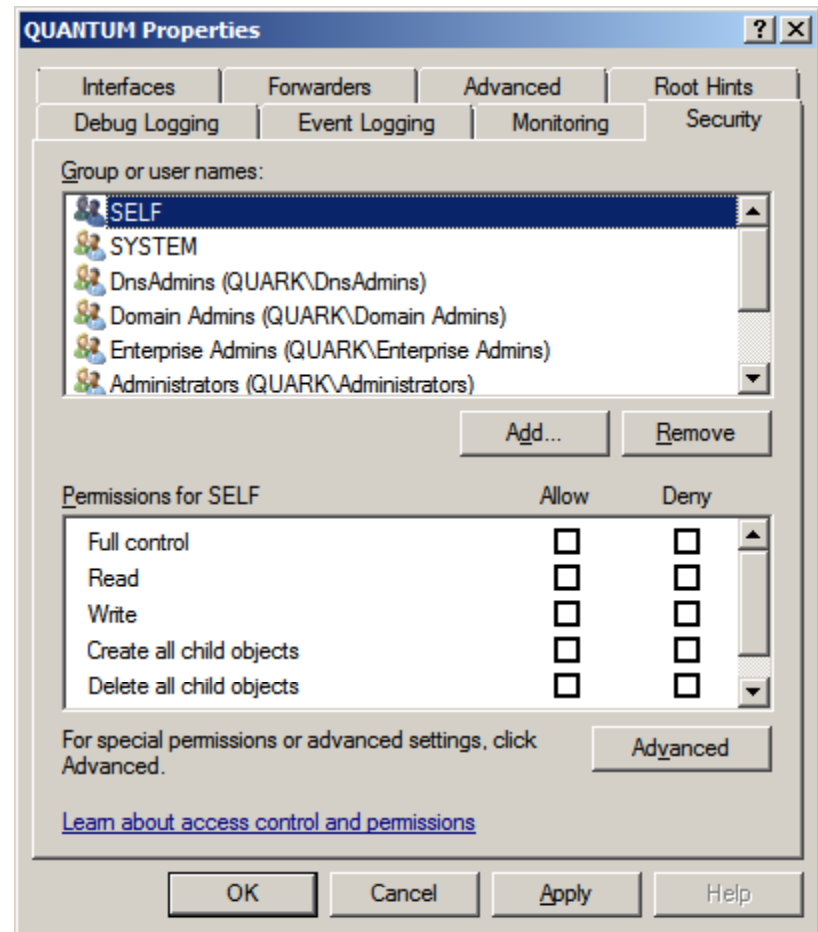 QUANTUM Properties
Interfaces Forwarders Advanced Root Hints
Debug Logging Event Logging Monitoring Security
Group or user names:
SELF
SYSTEM
DnsAdmins (QUARK\DnsAdmins)
Domain Admins (QUARK\Domain Admins)
Enterprise Admins (QUARK\Enterprise Admins)
Administrators (QUARK\Administrators)
Add... Remove
Permissions for SELF Allow Deny
Full control
Read
Write
Create all child objects
Delete all child objects
For special permissions or advanced settings, click
Advanced.
Advanced
Learn about access control and permissions
OK Cancel Apply Help